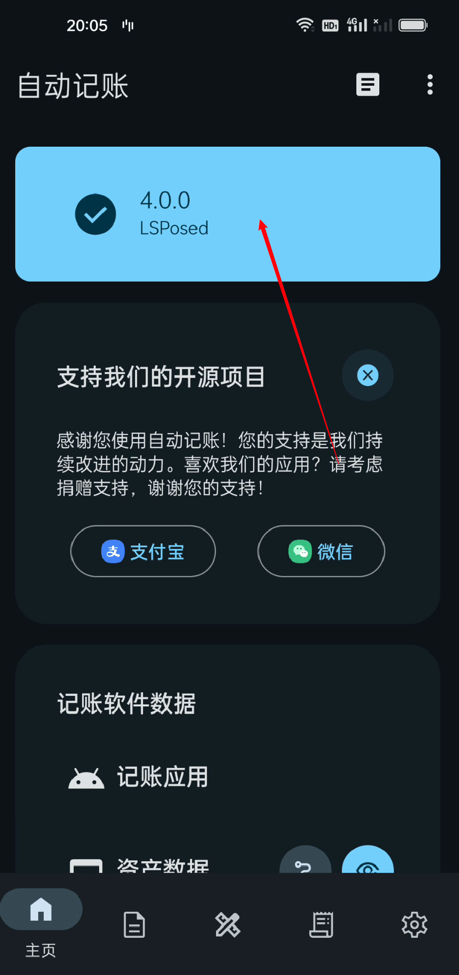 20:05
HD1 4G
自动记账
4.0.0
LSPosed
支持我们的开源项目
感谢您使用自动记账！您的支持是我们持
续改进的动力。喜欢我们的应用？请考虑
捐赠支持，谢谢您的支持！
支付宝 微信
记账软件数据
记账应用
资产数据
主页